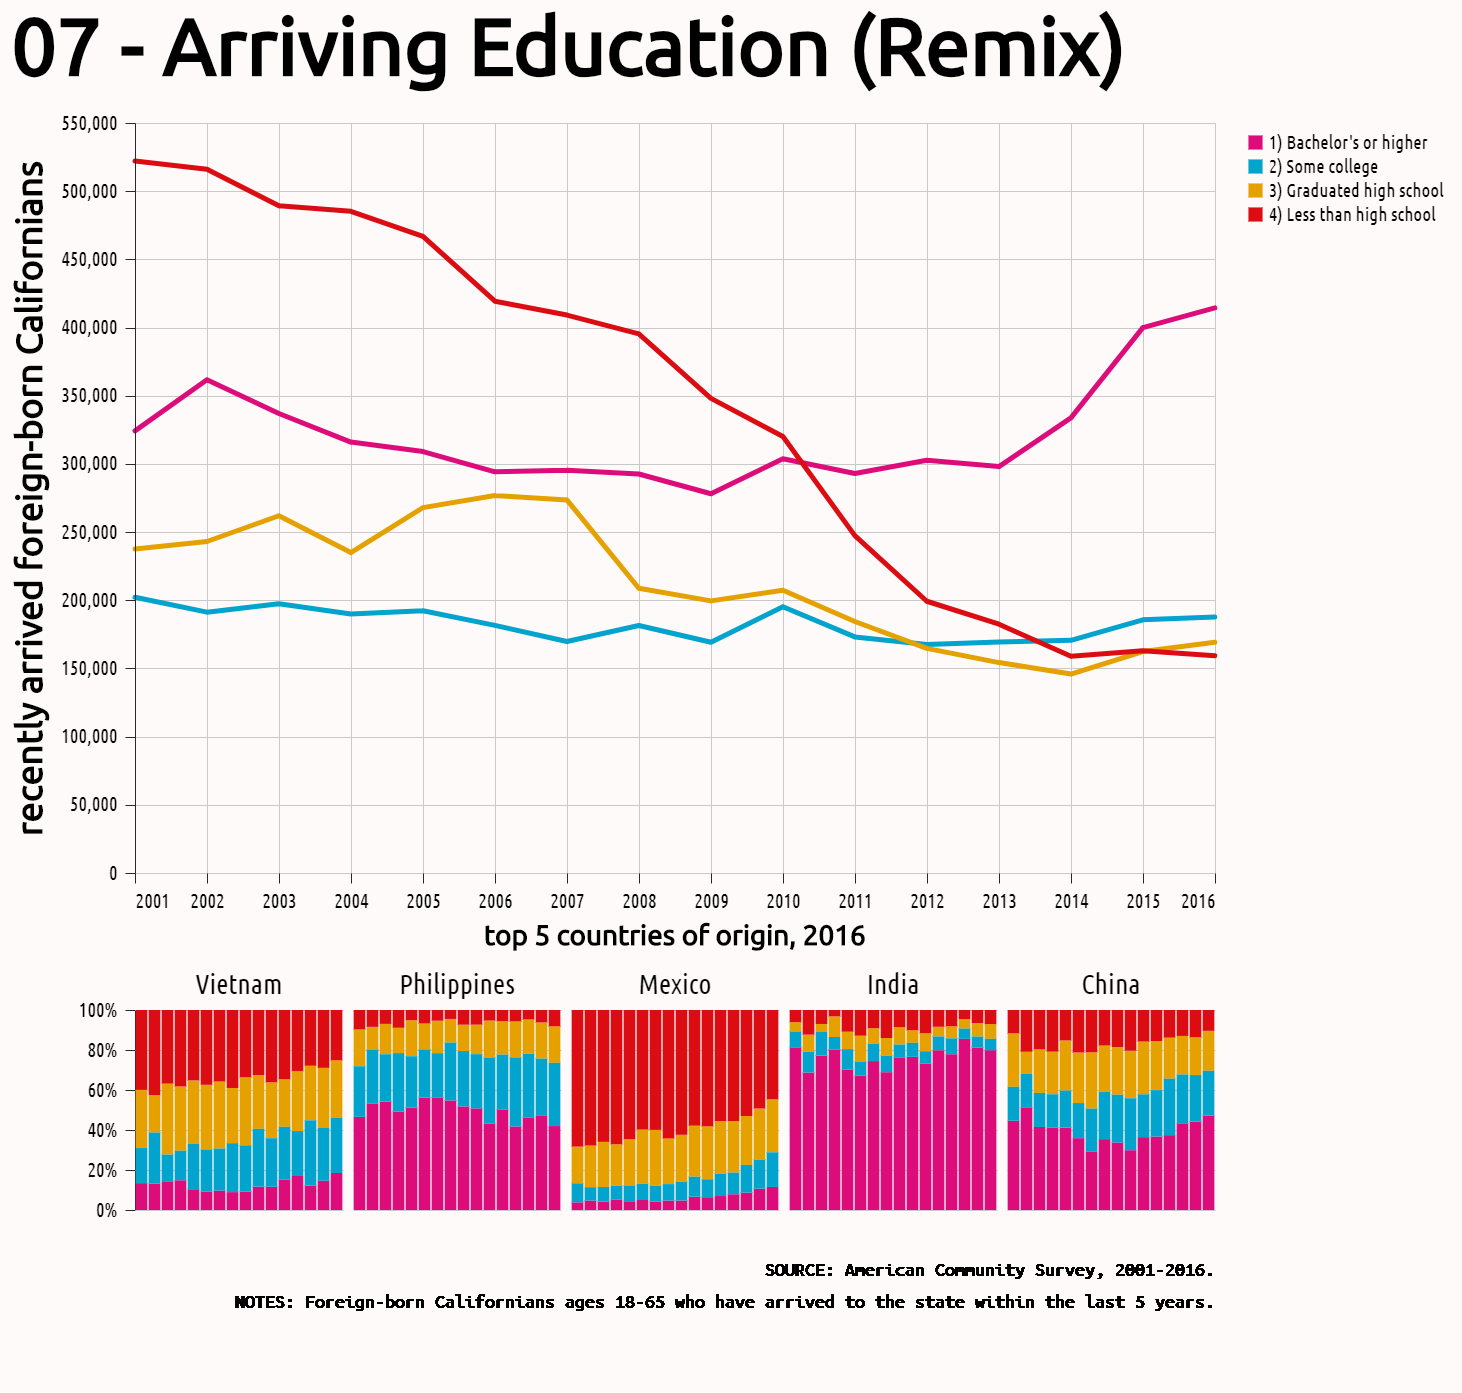 07 - Arriving Education (Remix)
recently arrived foreign-born Californians
550,000
500,000
450,000
400,000
350,000
300,000
250,000
200,000
150,000
100,000
50,000
0
1) Bachelor's or higher
2) Some college
3) Graduated high school
4) Less than high school
2001 2002 2003 2004 2005 2006 2007 2008 2009 2010 2011 2012 2013 2014 2015 2016
top 5 countries of origin, 2016
Vietnam Philippines Mexico India China
100%
80%
60%
40%
20%
0%
SOURCE: American Community Survey, 2001-2016.
NOTES: Foreign-born Californians ages 18-65 who have arrived to the state within the last 5 years.